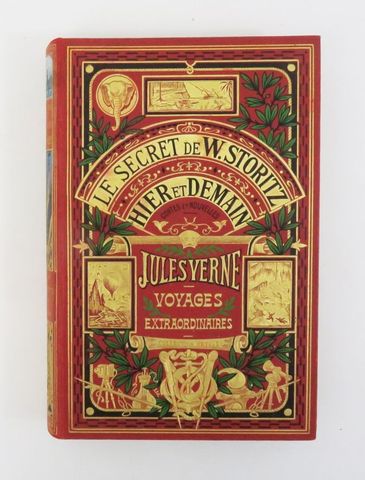 LE SECRET DE W. STORITZ
HIER ET DEMAIN
CONTES ET NOUVELLES
JULES VERNE
VOYAGES
EXTRAORDINAIRES